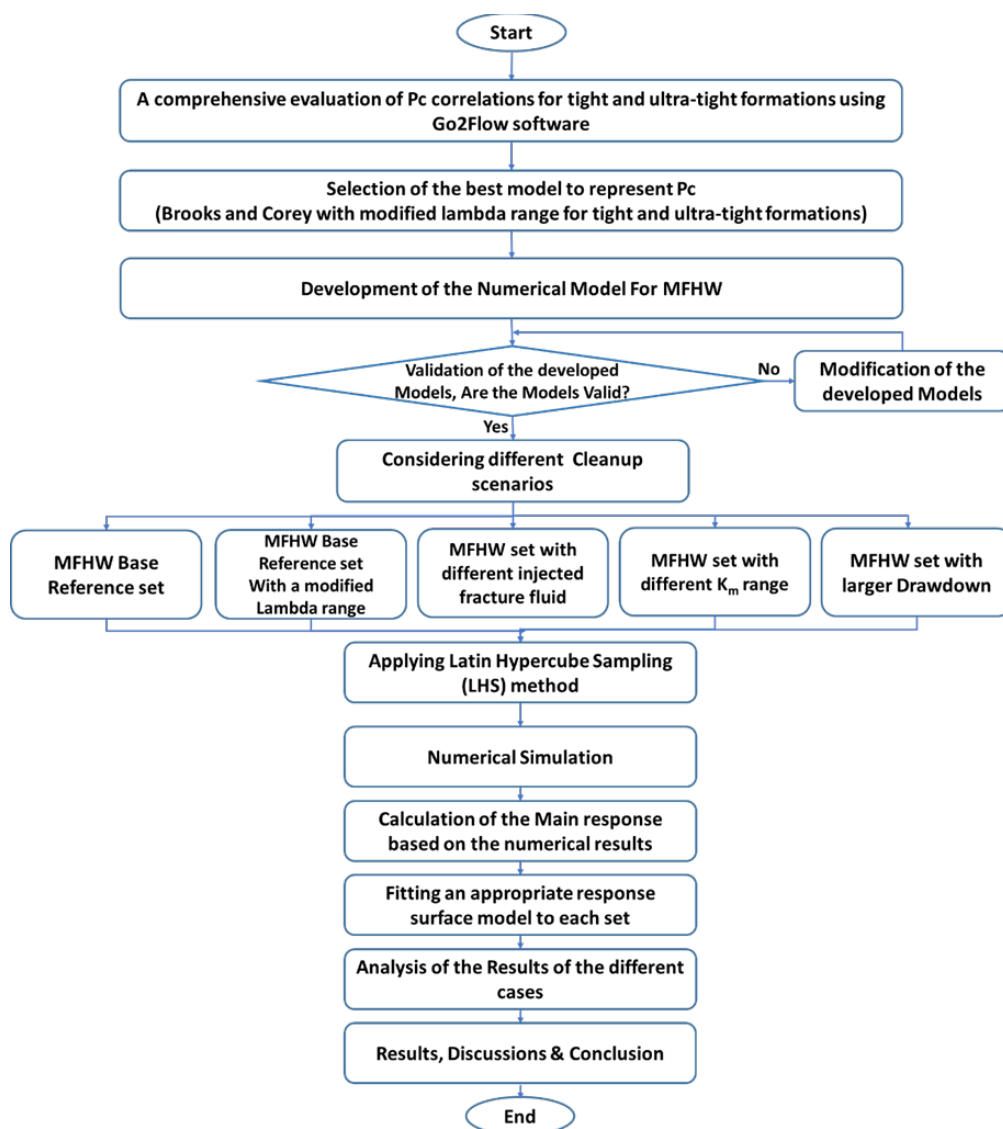 Start
A comprehensive evaluation of Pc correlations for tight and ultra-tight formations using
Go2Flow software
Selection of the best model to represent Pc
(Brooks and Corey with modified lambda range for tight and ultra-tight formations)
Development of the Numerical Model For MFHW
Validation of the developed
Models, Are the Models Valid?
No
Modification of the
developed Models
Yes
Considering different Cleanup
scenarios
MFHW Base
Reference set
MFHW Base
Reference set
With a modified
Lambda range
MFHW set with
different injected
fracture fluid
MFHW set with
different Km range
MFHW set with
larger Drawdown
Applying Latin Hypercube Sampling
(LHS) method
Numerical Simulation
Calculation of the Main response
based on the numerical results
Fitting an appropriate response
surface model to each set
Analysis of the Results of the different
cases
Results, Discussions & Conclusion
End